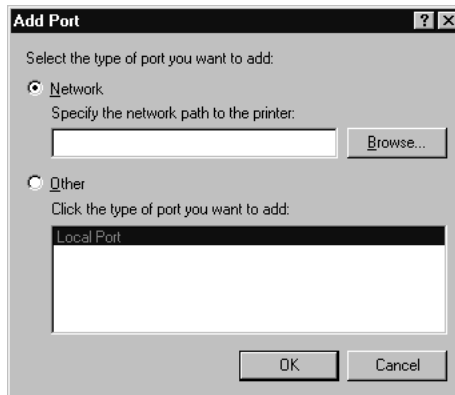 Add Port
Select the type of port you want to add:
Network
Specify the network path to the printer:
Browse...
Other
Click the type of port you want to add:
Local Port
OK
Cancel